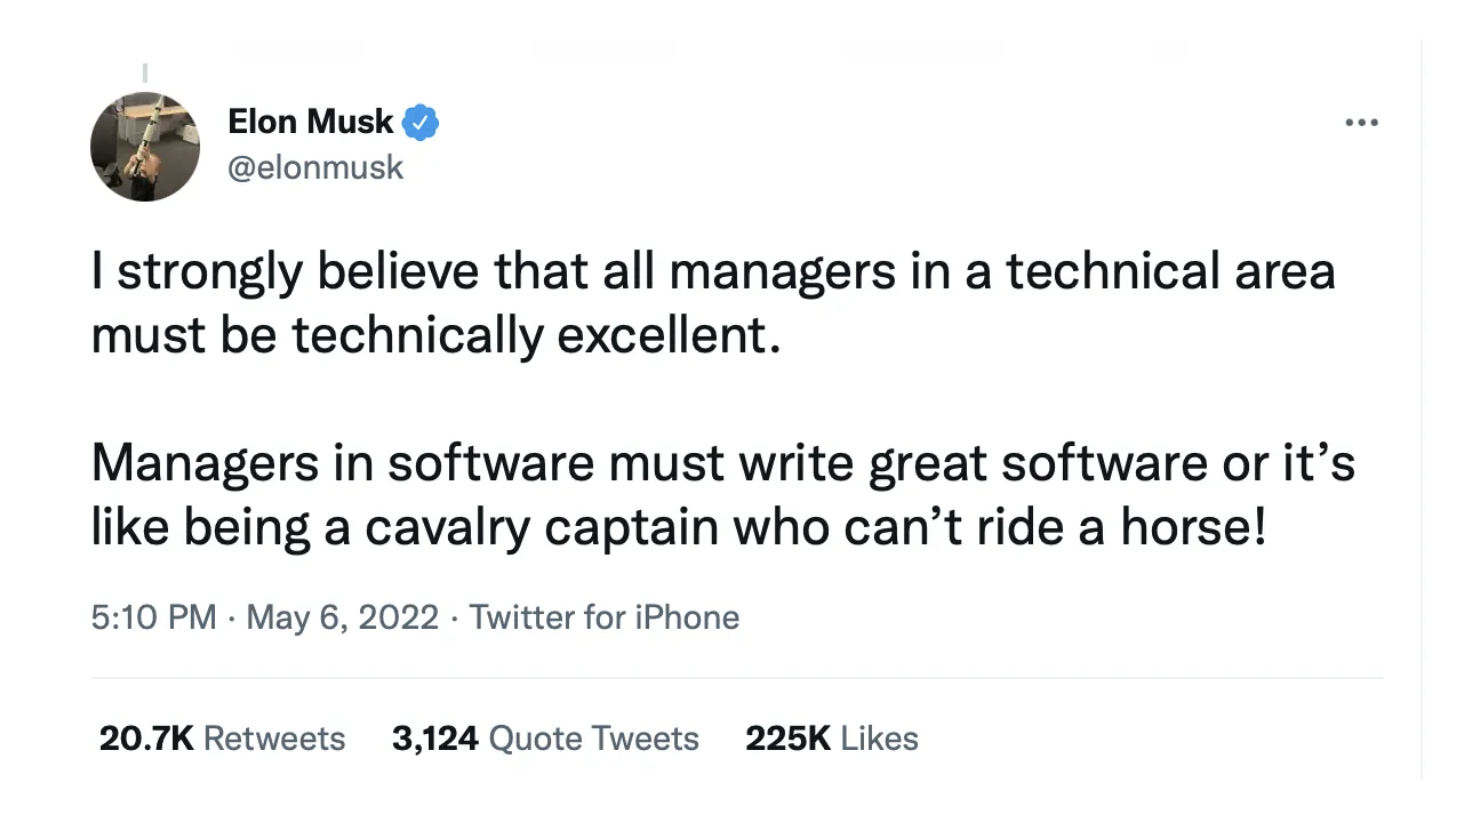 Elon Musk
@elonmusk
I strongly believe that all managers in a technical area
must be technically excellent.
Managers in software must write great software or it’s
like being a cavalry captain who can’t ride a horse!
5:10 PM · May 6, 2022 · Twitter for iPhone
20.7K Retweets 3,124 Quote Tweets 225K Likes